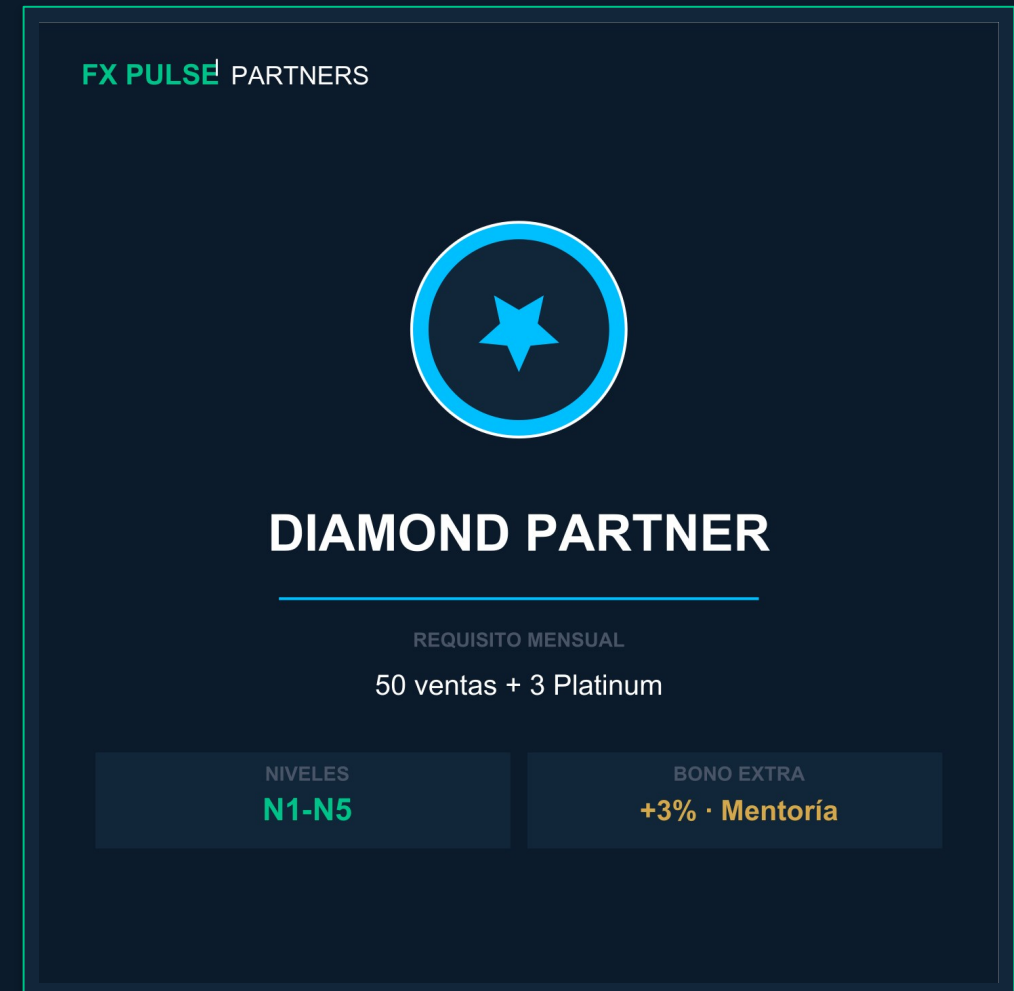 FX PULSE PARTNERS
DIAMOND PARTNER
REQUISITO MENSUAL
50 ventas + 3 Platinum
NIVELES
N1-N5
BONO EXTRA
+3% · Mentoría